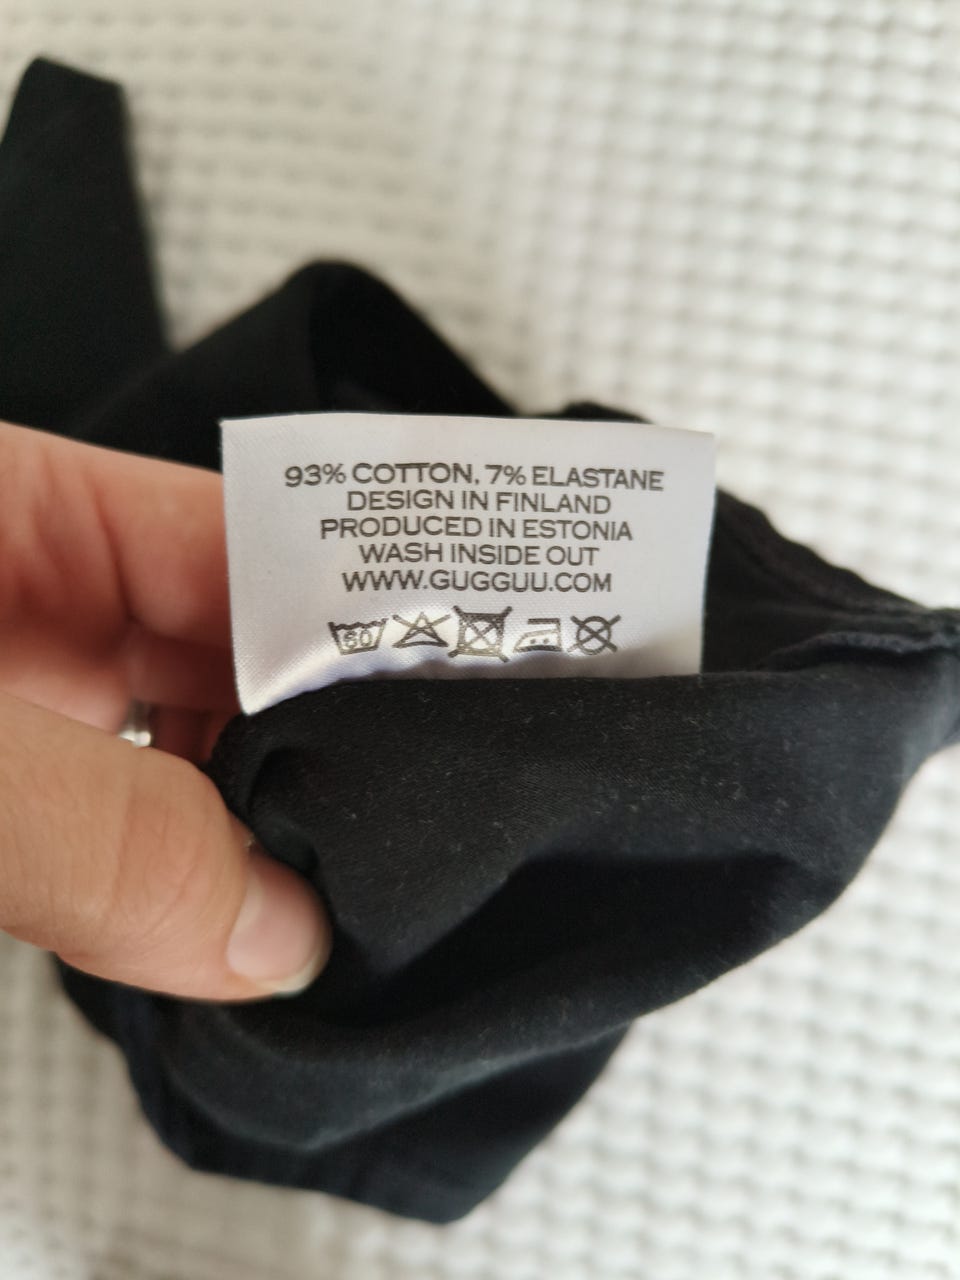 93% COTTON, 7% ELASTANE
DESIGN IN FINLAND
PRODUCED IN ESTONIA
WASH INSIDE OUT
WWW.GUGGUU.COM
60